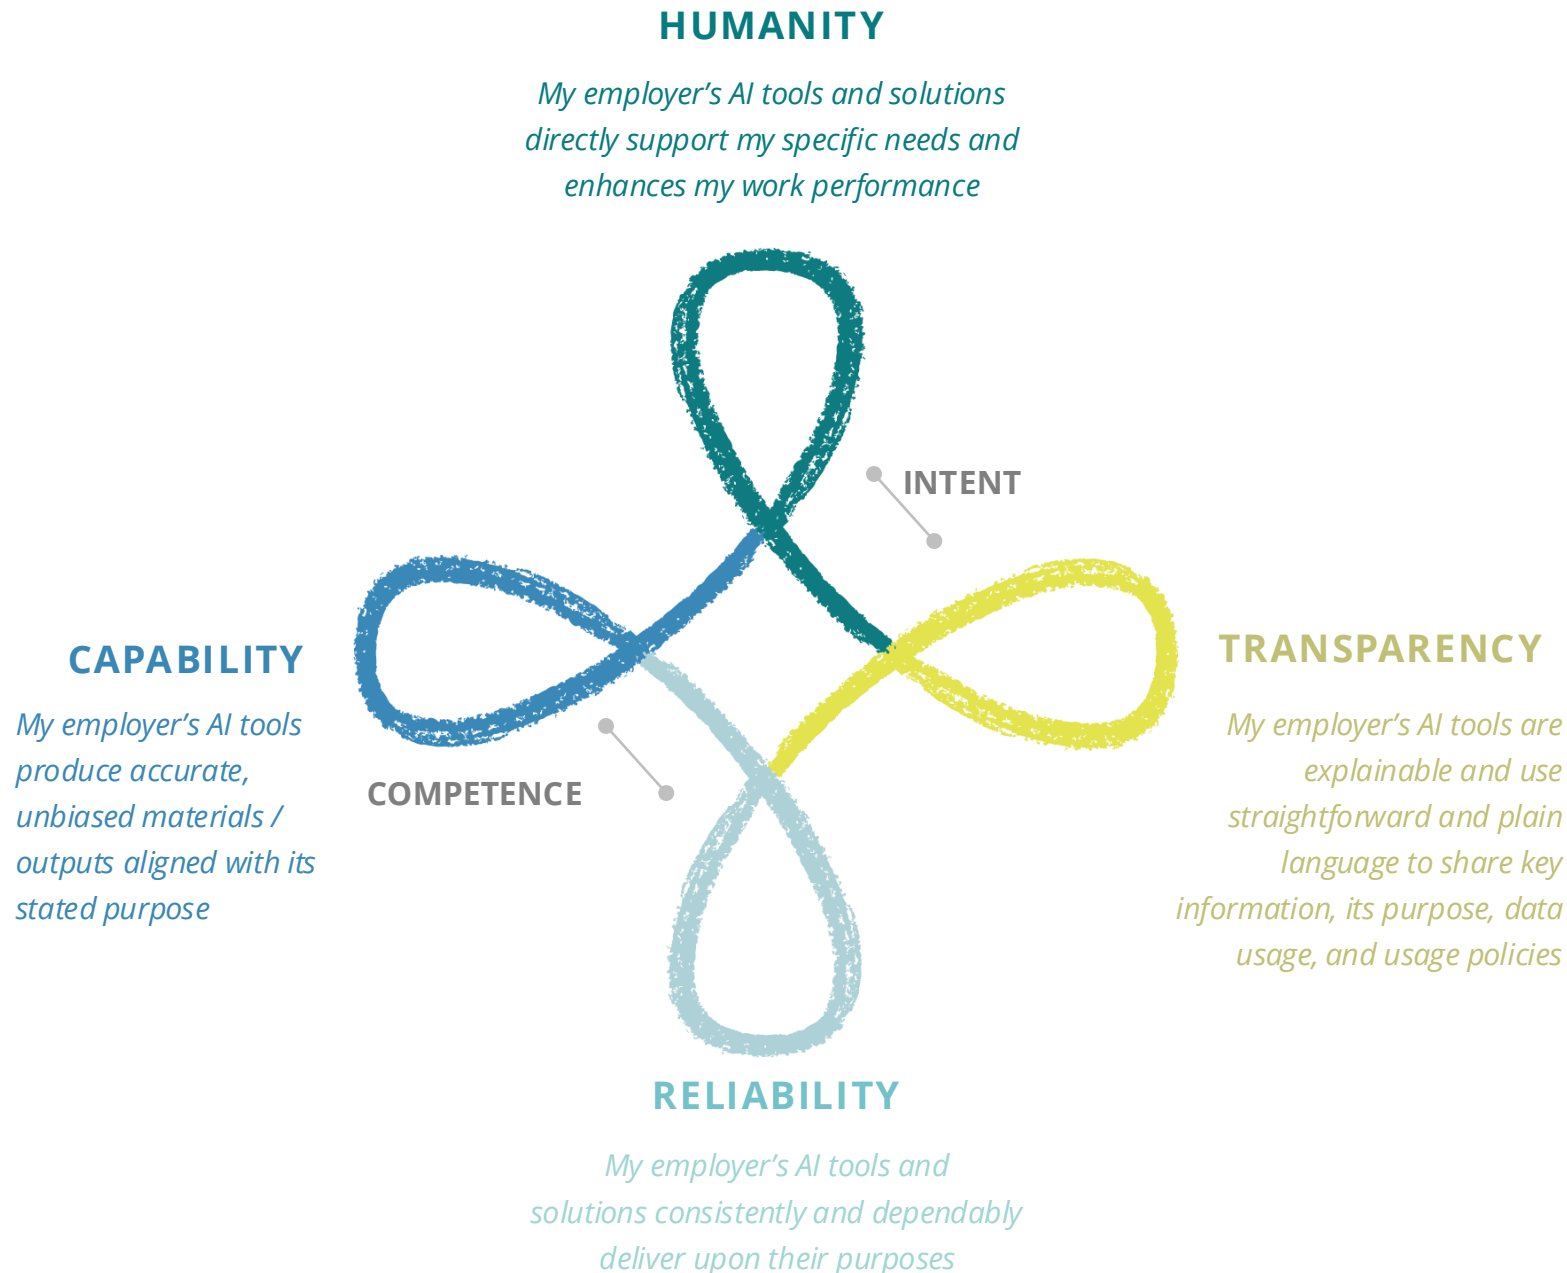 HUMANITY
My employer’s AI tools and solutions
directly support my specific needs and
enhances my work performance
INTENT
CAPABILITY
My employer’s AI tools
produce accurate,
unbiased materials /
outputs aligned with its
stated purpose
COMPETENCE
TRANSPARENCY
My employer’s AI tools are
explainable and use
straightforward and plain
language to share key
information, its purpose, data
usage, and usage policies
RELIABILITY
My employer’s AI tools and
solutions consistently and dependably
deliver upon their purposes